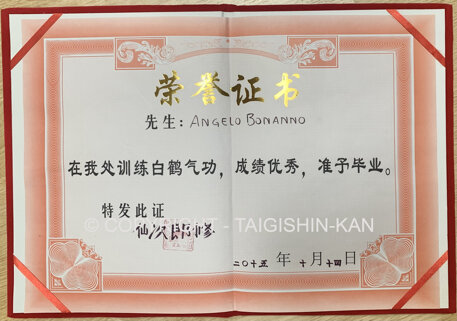 荣誉证书
先生: ANGELO BONANNO
在我处训练白鹤气功，成绩优秀，准予毕业。
特发此证
© COPYRIGHT - TAIGISHIN-KAN
二〇十五 年 十 月 十四 日